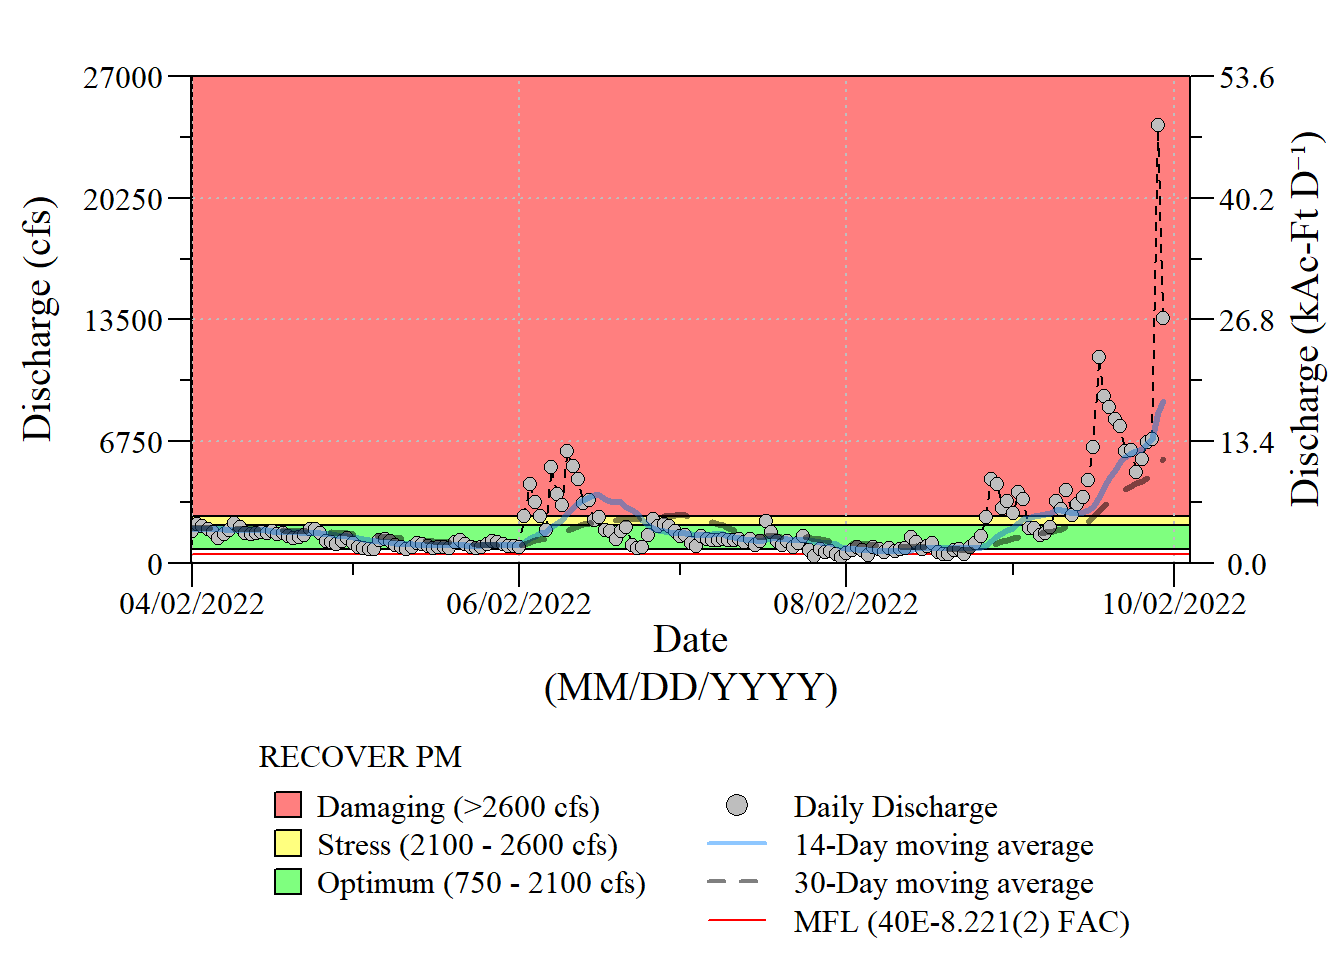 27000
20250
13500
6750
0
Discharge (cfs)
53.6
40.2
26.8
13.4
0.0
Discharge (kAc-Ft D⁻¹)
04/02/2022 06/02/2022 08/02/2022 10/02/2022
Date
(MM/DD/YYYY)
RECOVER PM
Damaging (>2600 cfs)
Stress (2100 - 2600 cfs)
Optimum (750 - 2100 cfs)
Daily Discharge
14-Day moving average
30-Day moving average
MFL (40E-8.221(2) FAC)